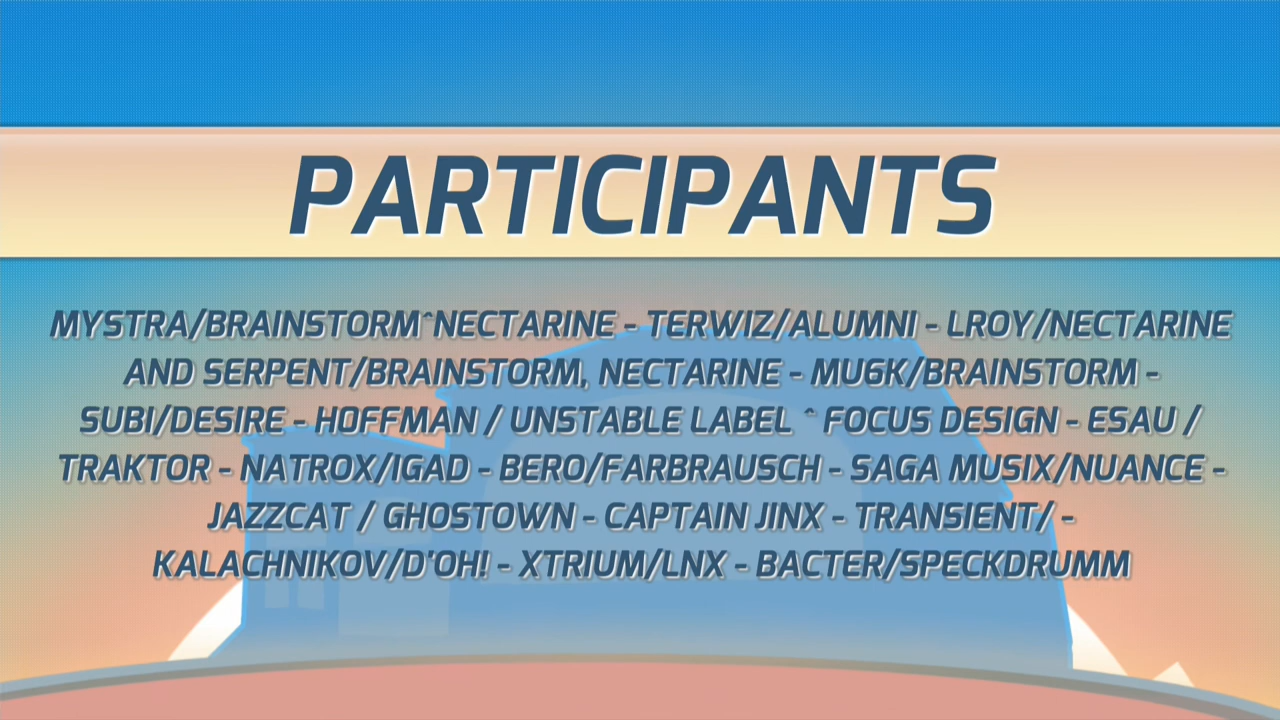 PARTICIPANTS
MYSTRA/BRAINSTORM^NECTARINE - TERWIZ/ALUMNI - LROY/NECTARINE
AND SERPENT/BRAINSTORM, NECTARINE - MU6K/BRAINSTORM -
SUBI/DESIRE - HOFFMAN / UNSTABLE LABEL ^ FOCUS DESIGN - ESAU /
TRAKTOR - NATROX/IGAD - BERO/FARBRAUSCH - SAGA MUSIX/NUANCE -
JAZZCAT / GHOSTOWN - CAPTAIN JINX - TRANSIENT/ -
KALACHNIKOV/D'OH! - XTRIUM/LNX - BACTER/SPECKDRUMM